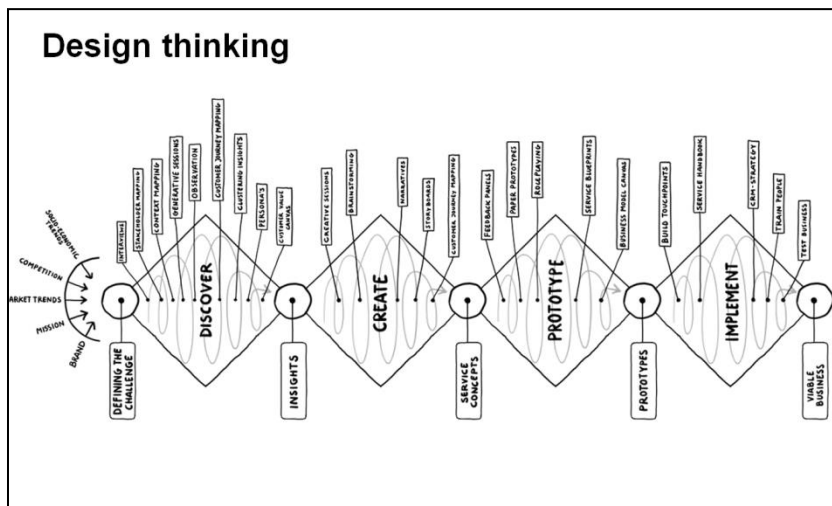 Design thinking
SOCIO-ECONOMIC
TRENDS
COMPETITION
ARKET TRENDS
MISSION
BRAND
DEFINING THE
CHALLENGE
INTERVIEWS
STAKEHOLDER MAPPING
CONTEXT MAPPING
GENERATIVE SESSIONS
OBSERVATION
CUSTOMER JOURNEY MAPPING
CLUSTERING INSIGHTS
PERSONA'S
CUSTOMER VALUE
CANVAS
DISCOVER
INSIGHTS
CREATIVE SESSIONS
BRAINSTORMING
NARRATIVES
STORYBOARDS
CUSTOMER JOURNEY MAPPING
CREATE
SERVICE
CONCEPTS
FEEDBACK PANELS
PAPER PROTOTYPES
ROLEPLAYING
SERVICE BLUEPRINTS
BUSINESS MODEL CANVAS
PROTOTYPE
PROTOTYPES
BUILD TOUCHPOINTS
SERVICE HANDBOOK
CRM-STRATEGY
TRAIN PEOPLE
TEST BUSINESS
IMPLEMENT
VIABLE
BUSINESS